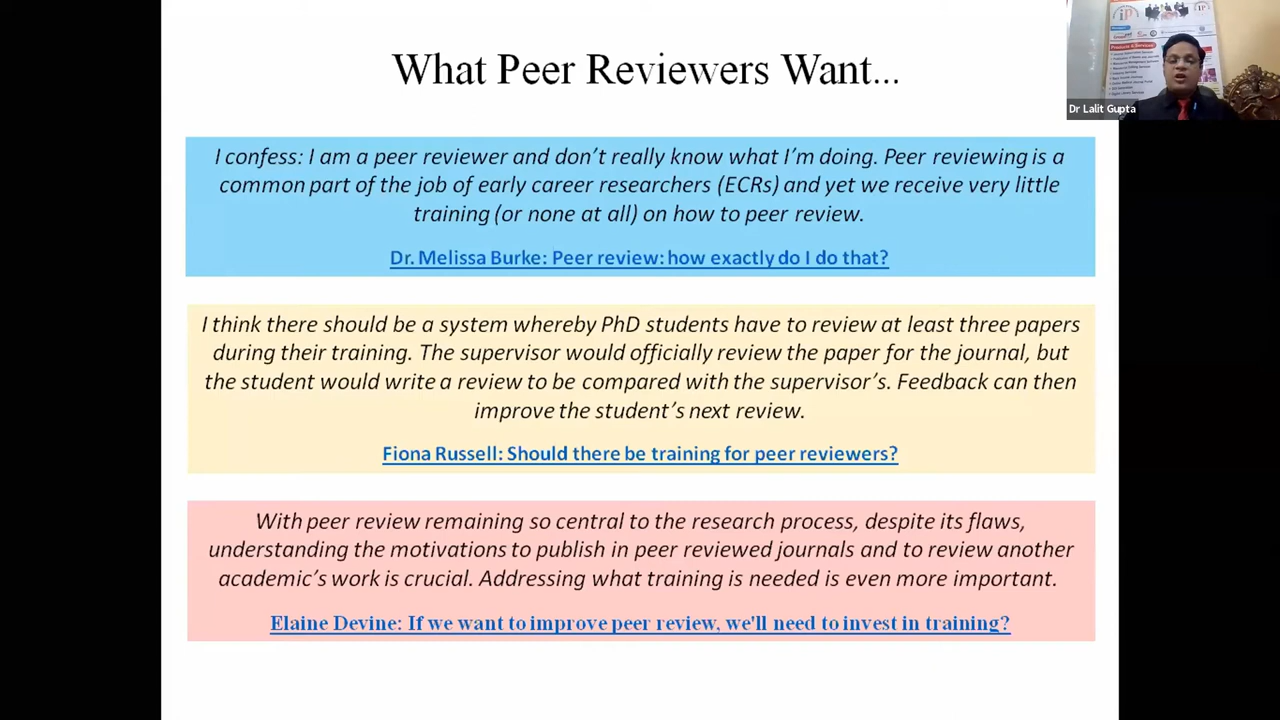 What Peer Reviewers Want...
I confess: I am a peer reviewer and don’t really know what I’m doing. Peer reviewing is a
common part of the job of early career researchers (ECRs) and yet we receive very little
training (or none at all) on how to peer review.
Dr. Melissa Burke: Peer review: how exactly do I do that?
I think there should be a system whereby PhD students have to review at least three papers
during their training. The supervisor would officially review the paper for the journal, but
the student would write a review to be compared with the supervisor’s. Feedback can then
improve the student’s next review.
Fiona Russell: Should there be training for peer reviewers?
With peer review remaining so central to the research process, despite its flaws,
understanding the motivations to publish in peer reviewed journals and to review another
academic’s work is crucial. Addressing what training is needed is even more important.
Elaine Devine: If we want to improve peer review, we'll need to invest in training?
iP
iP
Products & Services
Dr Lalit Gupta